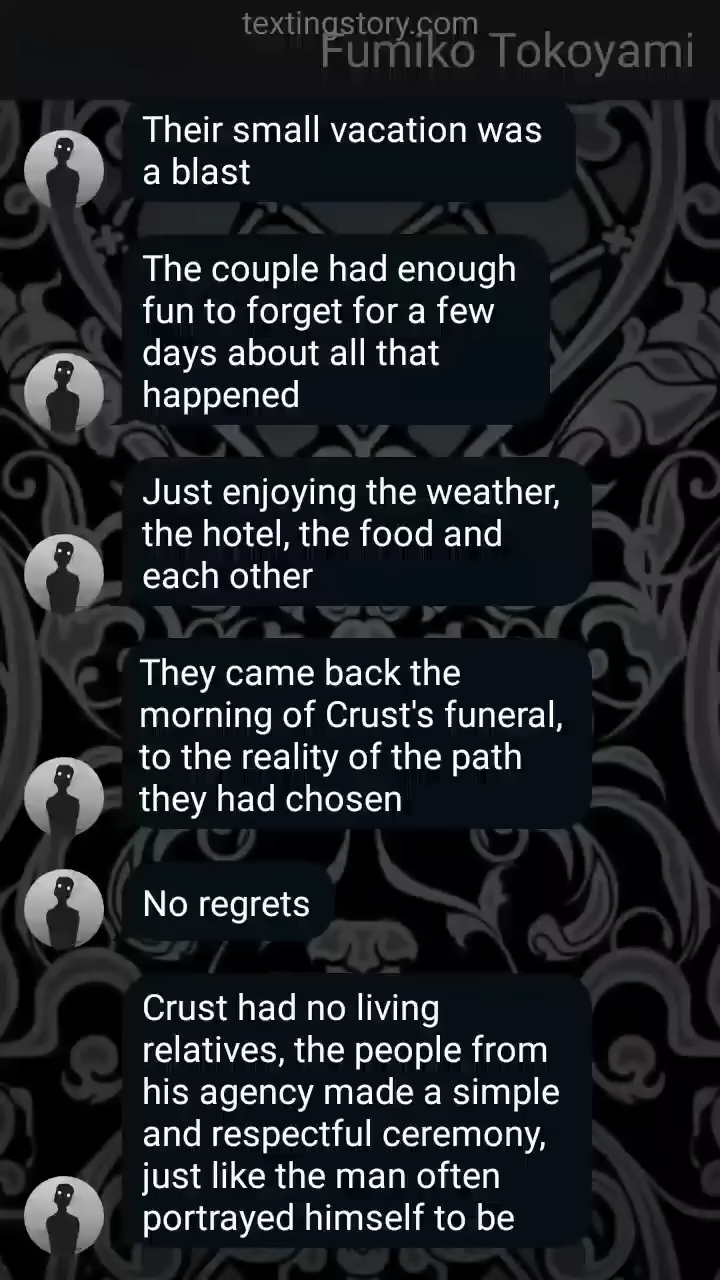 textingstory.com
Fumiko Tokoyami
Their small vacation was
a blast
The couple had enough
fun to forget for a few
days about all that
happened
Just enjoying the weather,
the hotel, the food and
each other
They came back the
morning of Crust's funeral,
to the reality of the path
they had chosen
No regrets
Crust had no living
relatives, the people from
his agency made a simple
and respectful ceremony,
just like the man often
portrayed himself to be